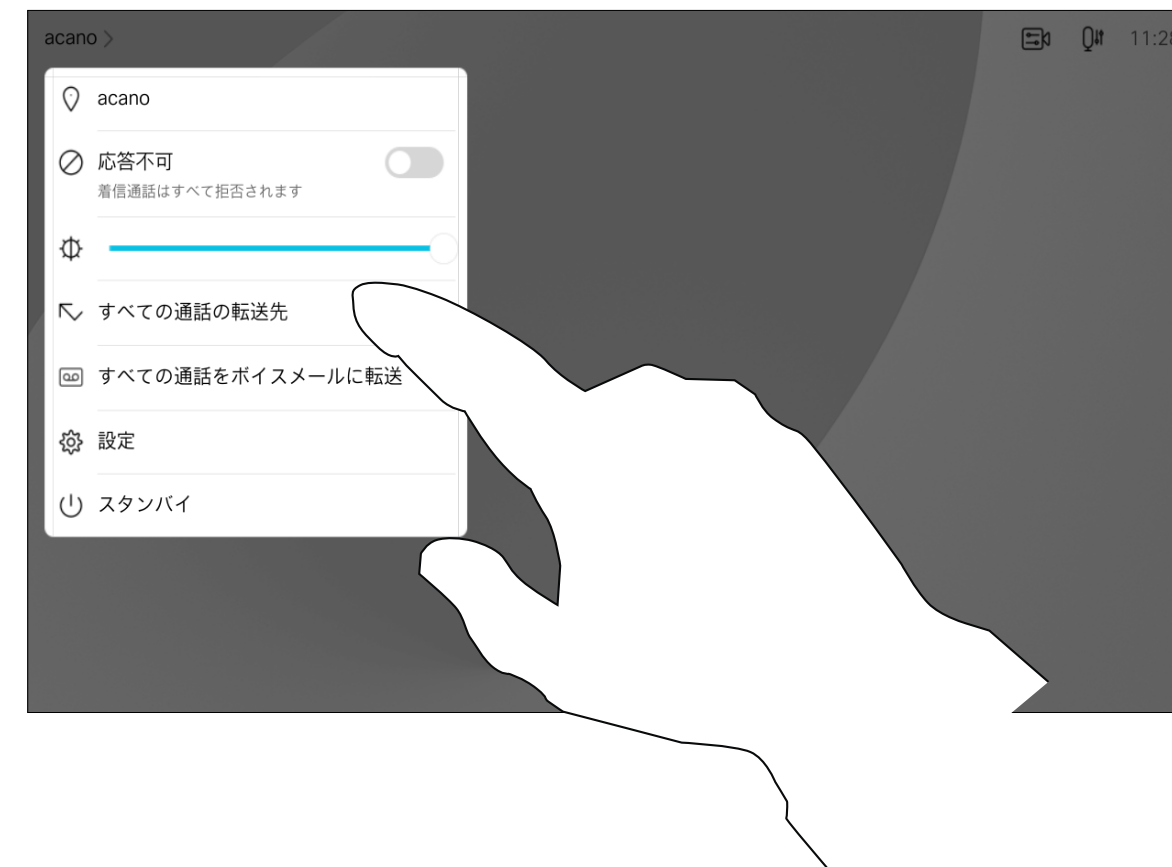 acano >
11:28
acano
応答不可
着信通話はすべて拒否されます
すべての通話の転送先
すべての通話をボイスメールに転送
設定
スタンバイ